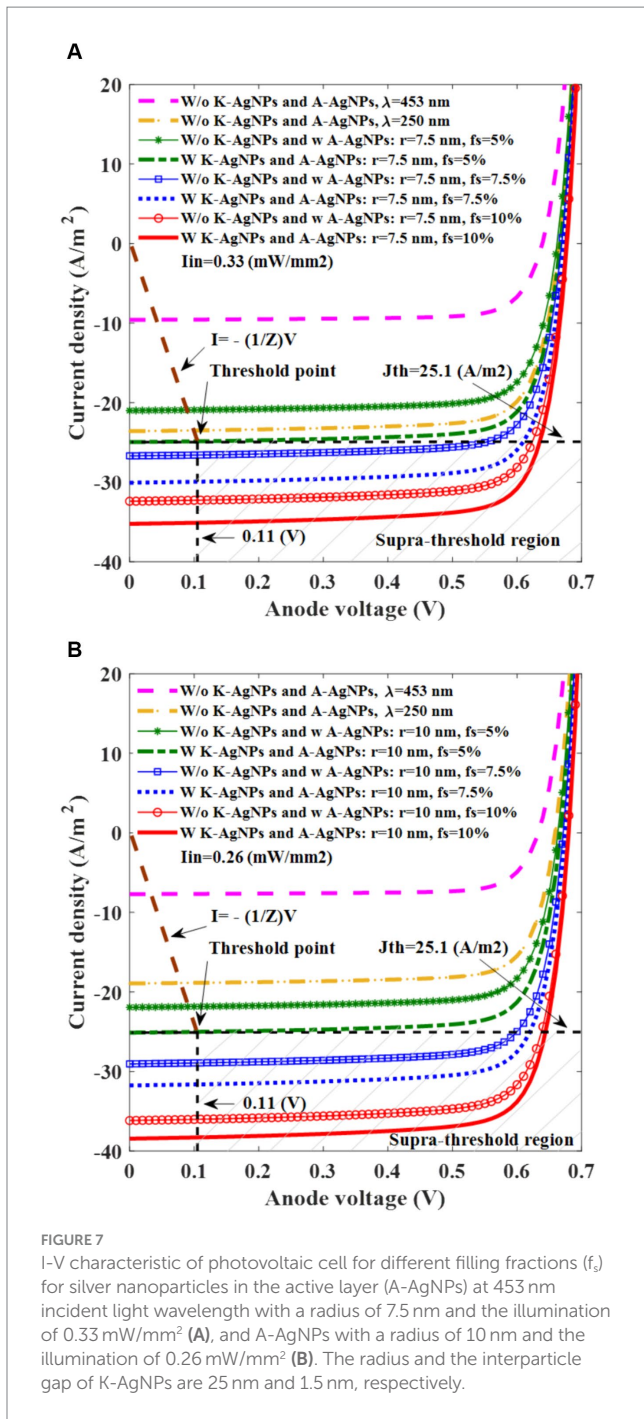 A
20
10
0
-10
-20
-30
-40
Current density (A/m²)
W/o K-AgNPs and A-AgNPs, λ=453 nm
W/o K-AgNPs and A-AgNPs, λ=250 nm
W/o K-AgNPs and w A-AgNPs: r=7.5 nm, fs=5%
W K-AgNPs and A-AgNPs: r=7.5 nm, fs=5%
W/o K-AgNPs and w A-AgNPs: r=7.5 nm, fs=7.5%
W K-AgNPs and A-AgNPs: r=7.5 nm, fs=7.5%
W/o K-AgNPs and w A-AgNPs: r=7.5 nm, fs=10%
W K-AgNPs and A-AgNPs: r=7.5 nm, fs=10%
Iin=0.33 (mW/mm2)
I= - (1/Z)V
Threshold point
Jth=25.1 (A/m2)
0.11 (V)
Supra-threshold region
0 0.1 0.2 0.3 0.4 0.5 0.6 0.7
Anode voltage (V)
B
20
10
0
-10
-20
-30
-40
Current density (A/m²)
W/o K-AgNPs and A-AgNPs, λ=453 nm
W/o K-AgNPs and A-AgNPs, λ=250 nm
W/o K-AgNPs and w A-AgNPs: r=10 nm, fs=5%
W K-AgNPs and A-AgNPs: r=10 nm, fs=5%
W/o K-AgNPs and w A-AgNPs: r=10 nm, fs=7.5%
W K-AgNPs and A-AgNPs: r=10 nm, fs=7.5%
W/o K-AgNPs and w A-AgNPs: r=10 nm, fs=10%
W K-AgNPs and A-AgNPs: r=10 nm, fs=10%
Iin=0.26 (mW/mm2)
I= - (1/Z)V
Threshold point
Jth=25.1 (A/m2)
0.11 (V)
Supra-threshold region
0 0.1 0.2 0.3 0.4 0.5 0.6 0.7
Anode voltage (V)
FIGURE 7
I-V characteristic of photovoltaic cell for different filling fractions (fₛ)
for silver nanoparticles in the active layer (A-AgNPs) at 453 nm
incident light wavelength with a radius of 7.5 nm and the illumination
of 0.33 mW/mm² (A), and A-AgNPs with a radius of 10 nm and the
illumination of 0.26 mW/mm² (B). The radius and the interparticle
gap of K-AgNPs are 25 nm and 1.5 nm, respectively.